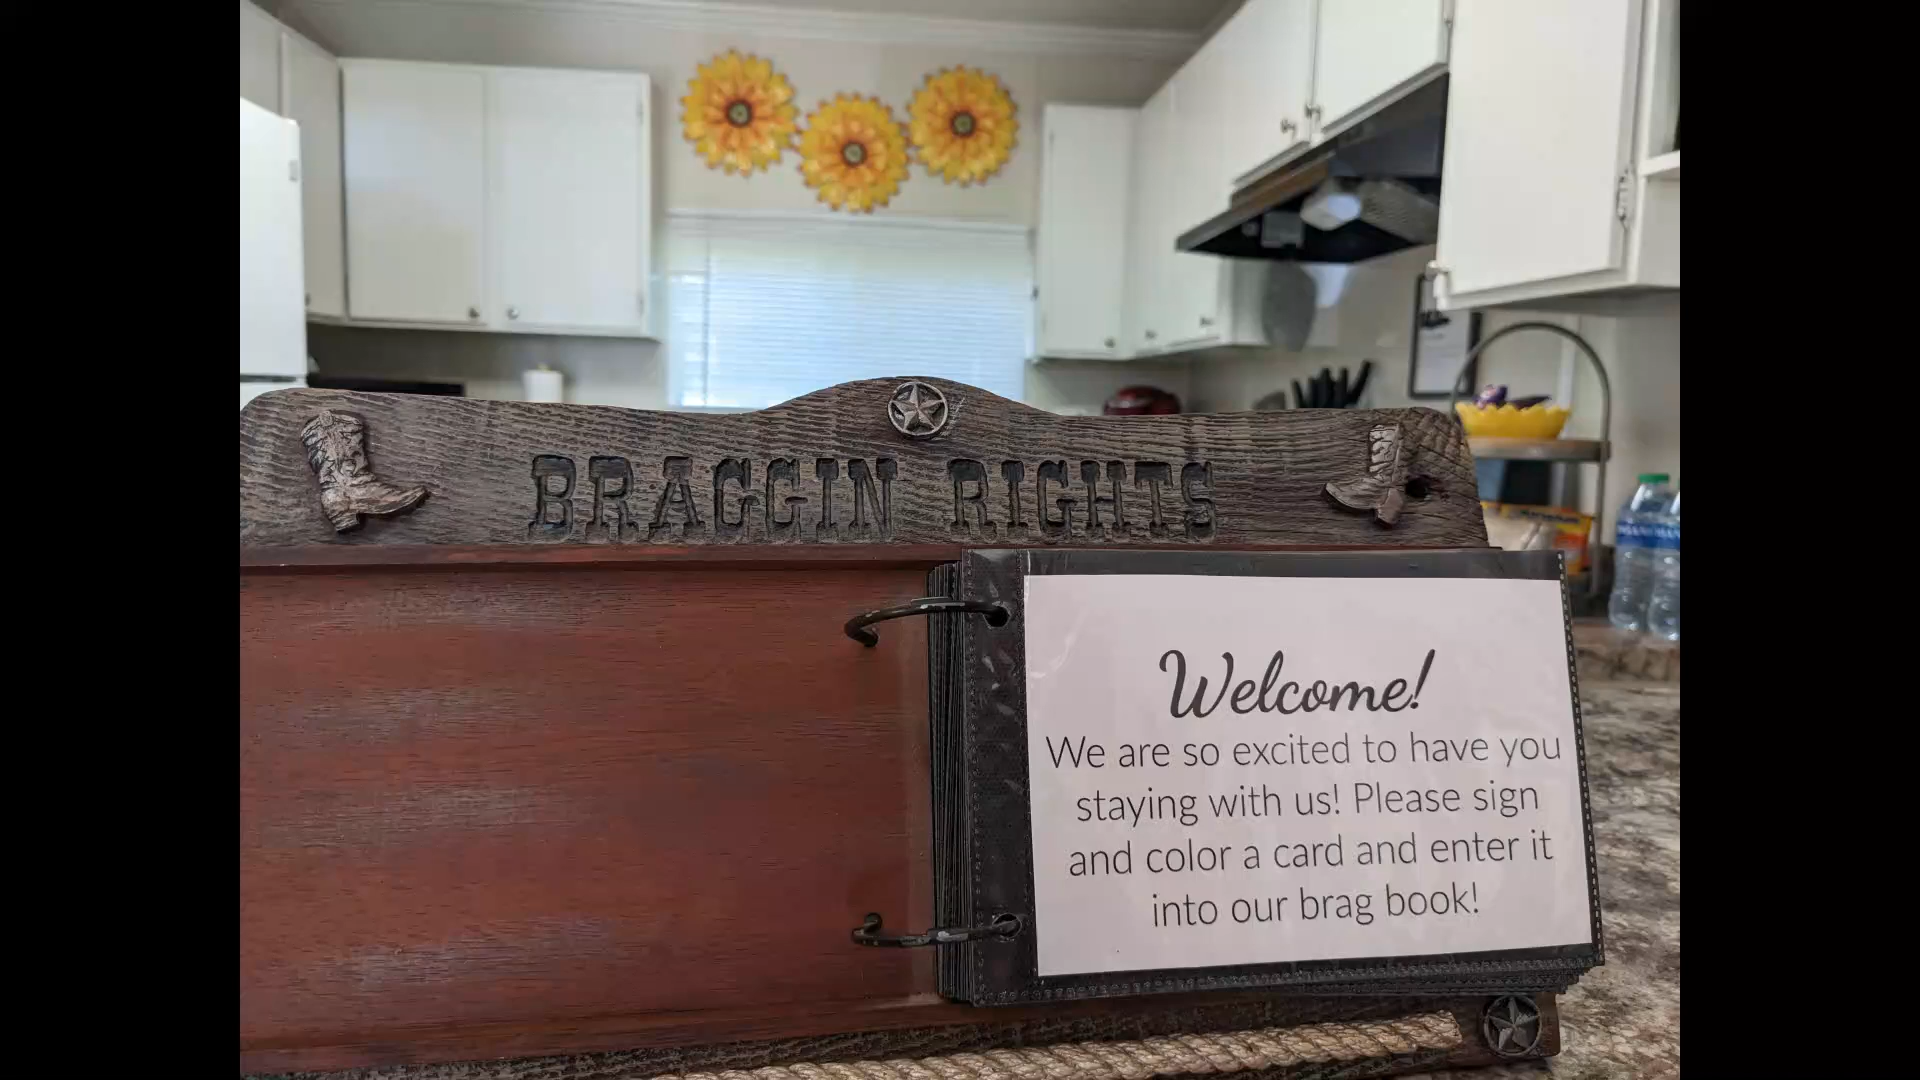 BRAGGIN RIGHTS
Welcome!
We are so excited to have you
staying with us! Please sign
and color a card and enter it
into our brag book!